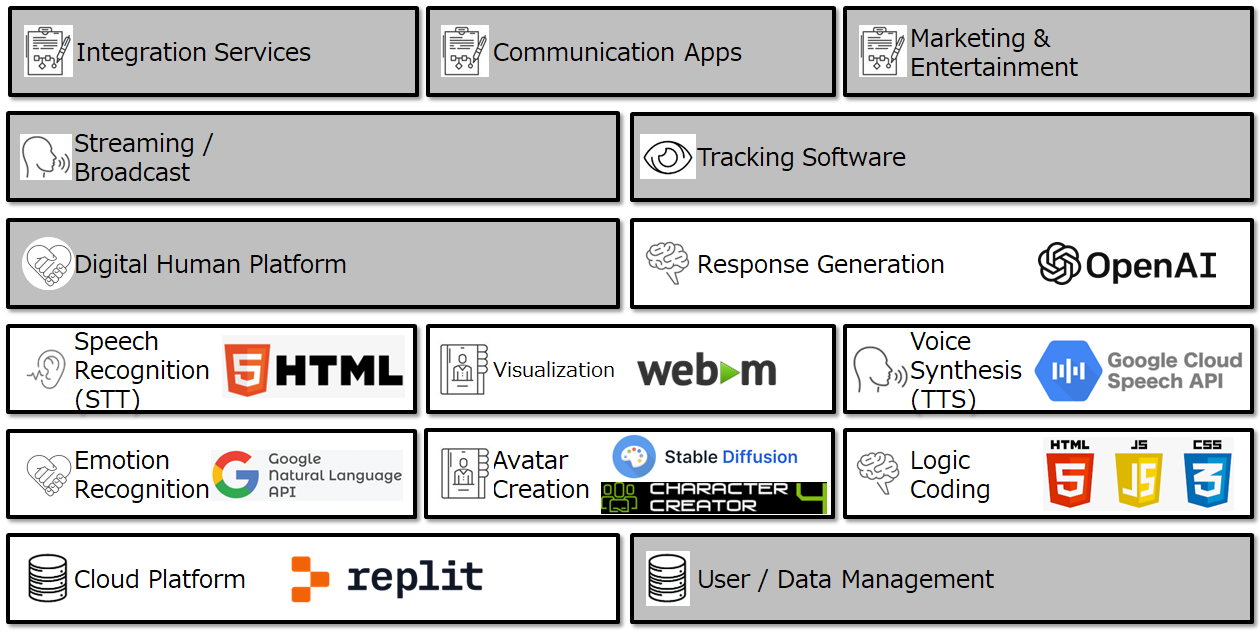 Integration Services
Communication Apps
Marketing &
Entertainment
Streaming /
Broadcast
Tracking Software
Digital Human Platform
Response Generation
OpenAI
Speech
Recognition
(STT)
5 HTML
Visualization
webm
Voice
Synthesis
(TTS)
Google Cloud
Speech API
Emotion
Recognition
G Google
Natural Language
API
Avatar
Creation
Stable Diffusion
CHARACTER
CREATOR 4
Logic
Coding
HTML JS CSS
5 JS 3
Cloud Platform
replit
User / Data Management